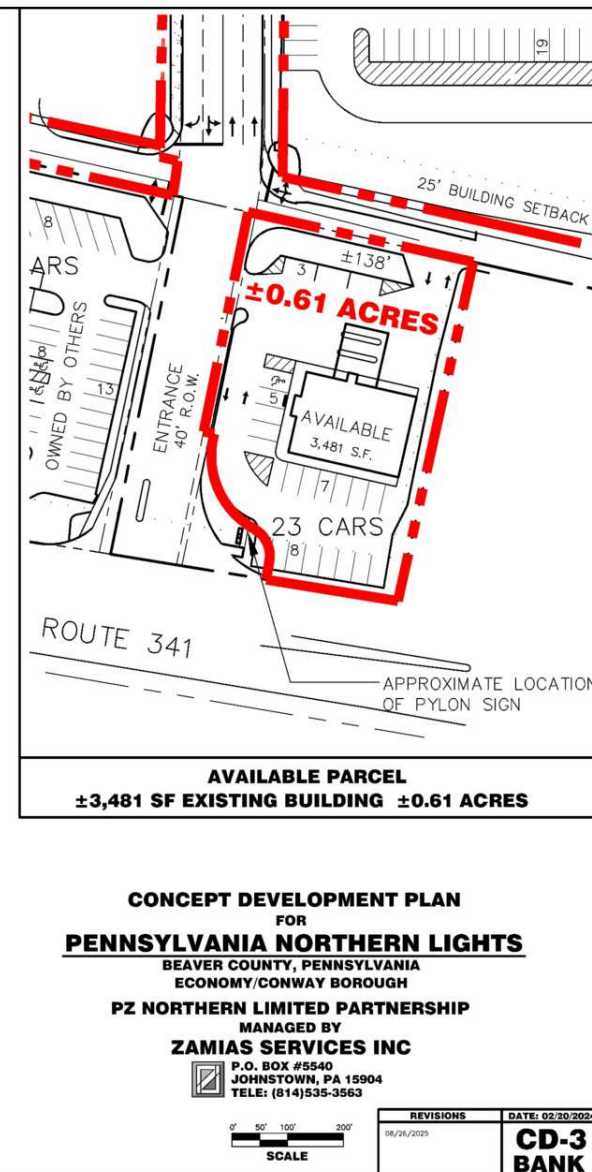 19
25' BUILDING SETBACK
8
ARS
3
±138'
±0.61 ACRES
OWNED BY OTHERS
13
ENTRANCE
40' R.O.W.
5
AVAILABLE
3,481 S.F.
7
23 CARS
8
ROUTE 341
APPROXIMATE LOCATION
OF PYLON SIGN
AVAILABLE PARCEL
±3,481 SF EXISTING BUILDING ±0.61 ACRES
CONCEPT DEVELOPMENT PLAN
FOR
PENNSYLVANIA NORTHERN LIGHTS
BEAVER COUNTY, PENNSYLVANIA
ECONOMY/CONWAY BOROUGH
PZ NORTHERN LIMITED PARTNERSHIP
MANAGED BY
ZAMIAS SERVICES INC
P.O. BOX #5540
JOHNSTOWN, PA 15904
TELE: (814)535-3563
0' 50' 100' 200'
SCALE
REVISIONS
08/26/2025
DATE: 02/20/2024
CD-3
BANK